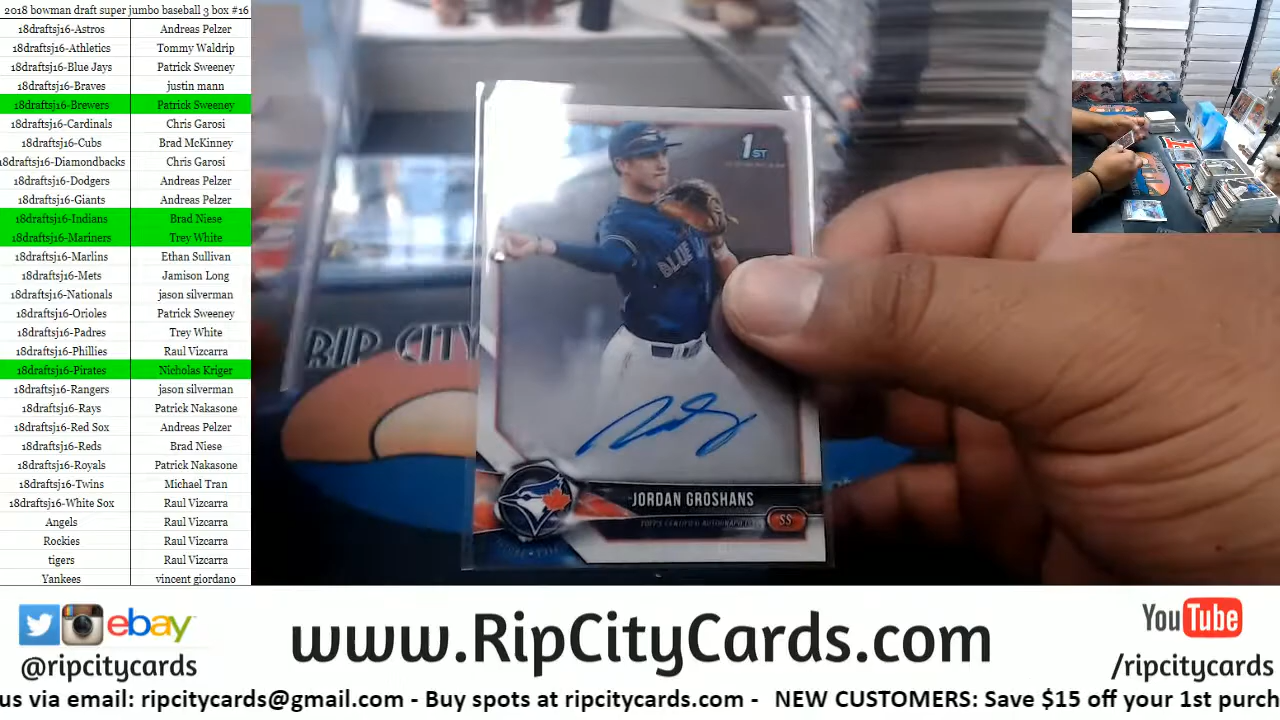 2018 bowman draft super jumbo baseball 3 box #16
18draftsj16-Astros Andreas Pelzer
18draftsj16-Athletics Tommy Waldrip
18draftsj16-Blue Jays Patrick Sweeney
18draftsj16-Braves justin mann
18draftsj16-Brewers Patrick Sweeney
18draftsj16-Cardinals Chris Garosi
18draftsj16-Cubs Brad McKinney
18draftsj16-Diamondbacks Chris Garosi
18draftsj16-Dodgers Andreas Pelzer
18draftsj16-Giants Andreas Pelzer
18draftsj16-Indians Brad Niese
18draftsj16-Mariners Trey White
18draftsj16-Marlins Ethan Sullivan
18draftsj16-Mets Jamison Long
18draftsj16-Nationals jason silverman
18draftsj16-Orioles Patrick Sweeney
18draftsj16-Padres Trey White
18draftsj16-Phillies Raul Vizcarra
18draftsj16-Pirates Nicholas Kriger
18draftsj16-Rangers jason silverman
18draftsj16-Rays Patrick Nakasone
18draftsj16-Red Sox Andreas Pelzer
18draftsj16-Reds Brad Niese
18draftsj16-Royals Patrick Nakasone
18draftsj16-Twins Michael Tran
18draftsj16-White Sox Raul Vizcarra
Angels Raul Vizcarra
Rockies Raul Vizcarra
tigers Raul Vizcarra
Yankees vincent giordano
1ST
BLUE
RIP CITY
JORDAN GROSHANS
TOPPS CERTIFIED AUTOGRAPH
SS
ebay
@ripcitycards
www.RipCityCards.com
YouTube
/ripcitycards
us via email: ripcitycards@gmail.com - Buy spots at ripcitycards.com - NEW CUSTOMERS: Save $15 off your 1st purch